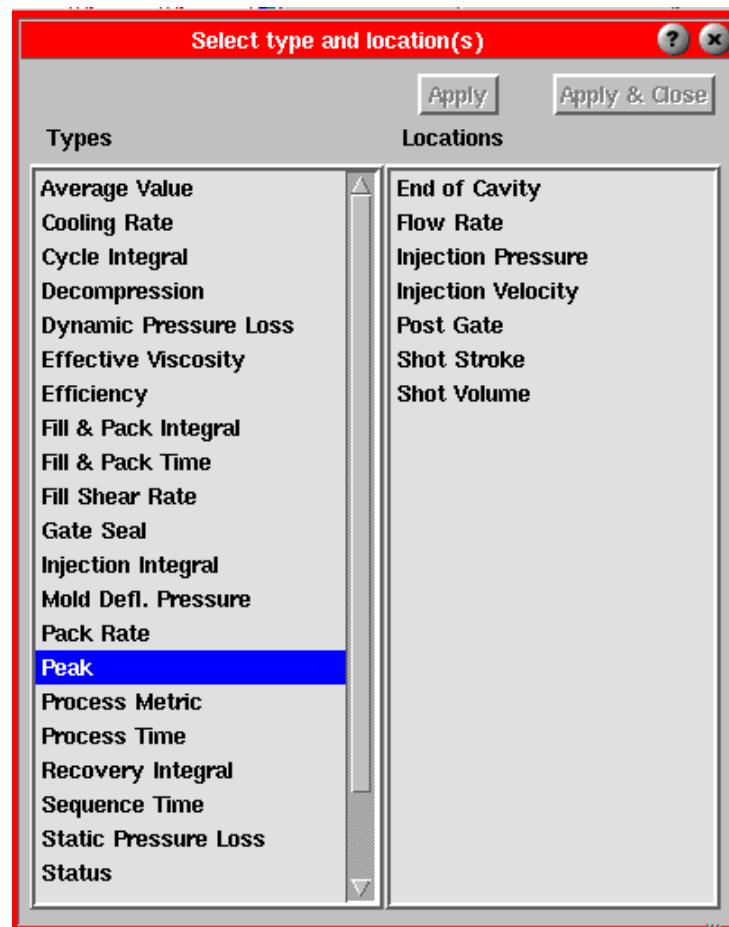 Select type and location(s)
Apply Apply & Close
Types Locations
Average Value
Cooling Rate
Cycle Integral
Decompression
Dynamic Pressure Loss
Effective Viscosity
Efficiency
Fill & Pack Integral
Fill & Pack Time
Fill Shear Rate
Gate Seal
Injection Integral
Mold Defl. Pressure
Pack Rate
Peak
Process Metric
Process Time
Recovery Integral
Sequence Time
Static Pressure Loss
Status
End of Cavity
Flow Rate
Injection Pressure
Injection Velocity
Post Gate
Shot Stroke
Shot Volume